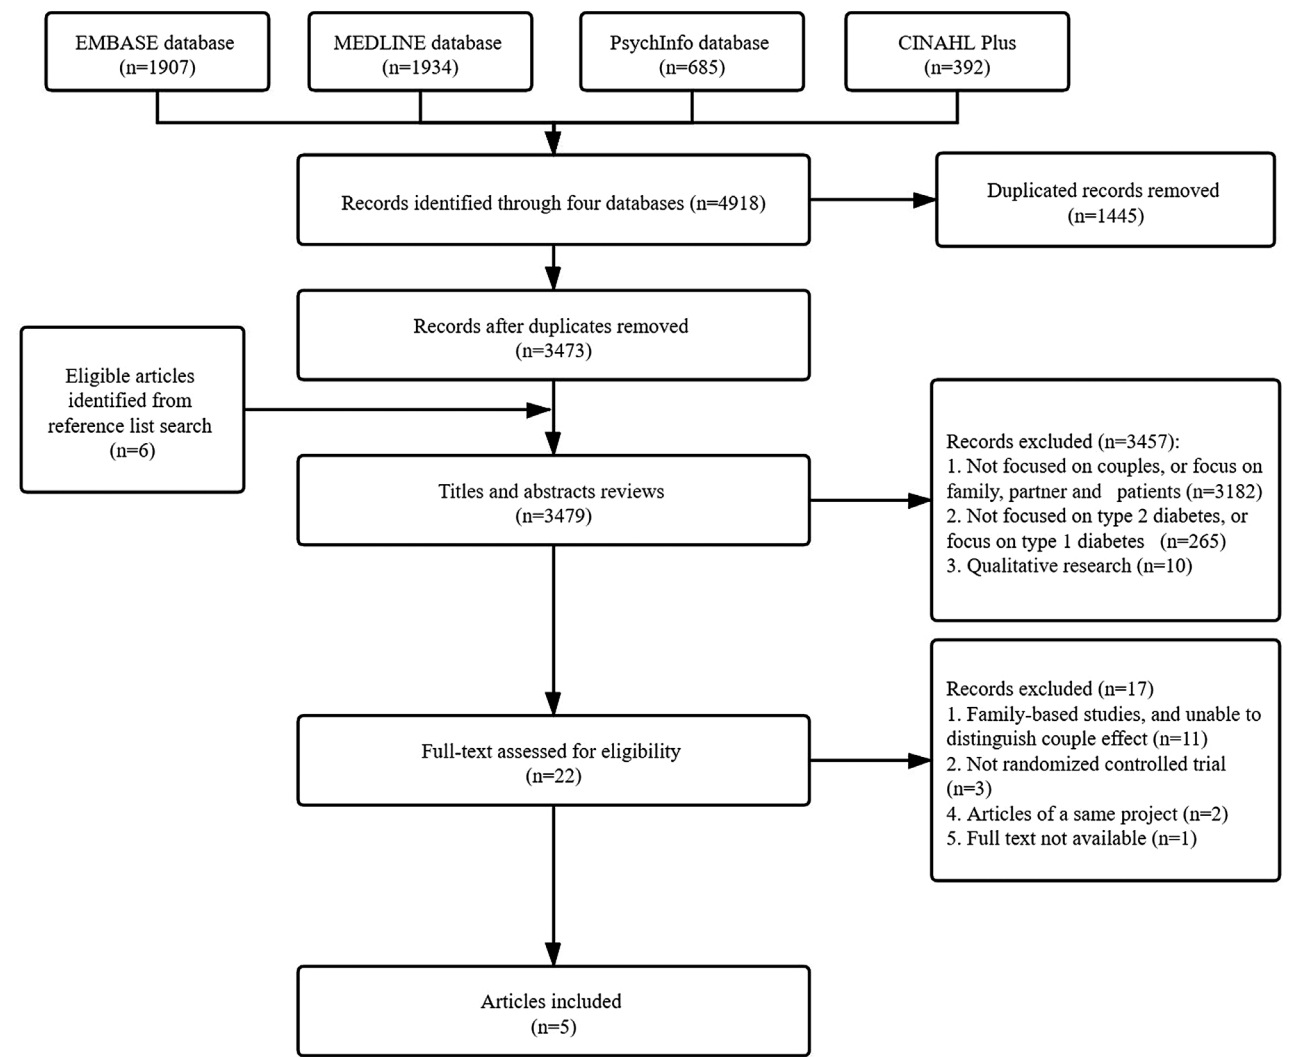 EMBASE database
(n=1907)
MEDLINE database
(n=1934)
PsychInfo database
(n=685)
CINAHL Plus
(n=392)
Records identified through four databases (n=4918)
Duplicated records removed
(n=1445)
Records after duplicates removed
(n=3473)
Eligible articles
identified from
reference list search
(n=6)
Titles and abstracts reviews
(n=3479)
Records excluded (n=3457):
1. Not focused on couples, or focus on
family, partner and patients (n=3182)
2. Not focused on type 2 diabetes, or
focus on type 1 diabetes (n=265)
3. Qualitative research (n=10)
Full-text assessed for eligibility
(n=22)
Records excluded (n=17)
1. Family-based studies, and unable to
distinguish couple effect (n=11)
2. Not randomized controlled trial
(n=3)
4. Articles of a same project (n=2)
5. Full text not available (n=1)
Articles included
(n=5)